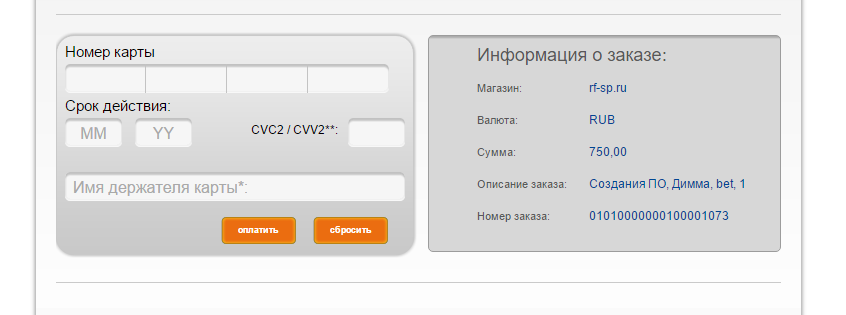 Номер карты
Срок действия:
MM YY CVC2 / CVV2**:
Имя держателя карты*:
оплатить сбросить
Информация о заказе:
Магазин: rf-sp.ru
Валюта: RUB
Сумма: 750,00
Описание заказа: Создания ПО, Димма, bet, 1
Номер заказа: 01010000000100001073